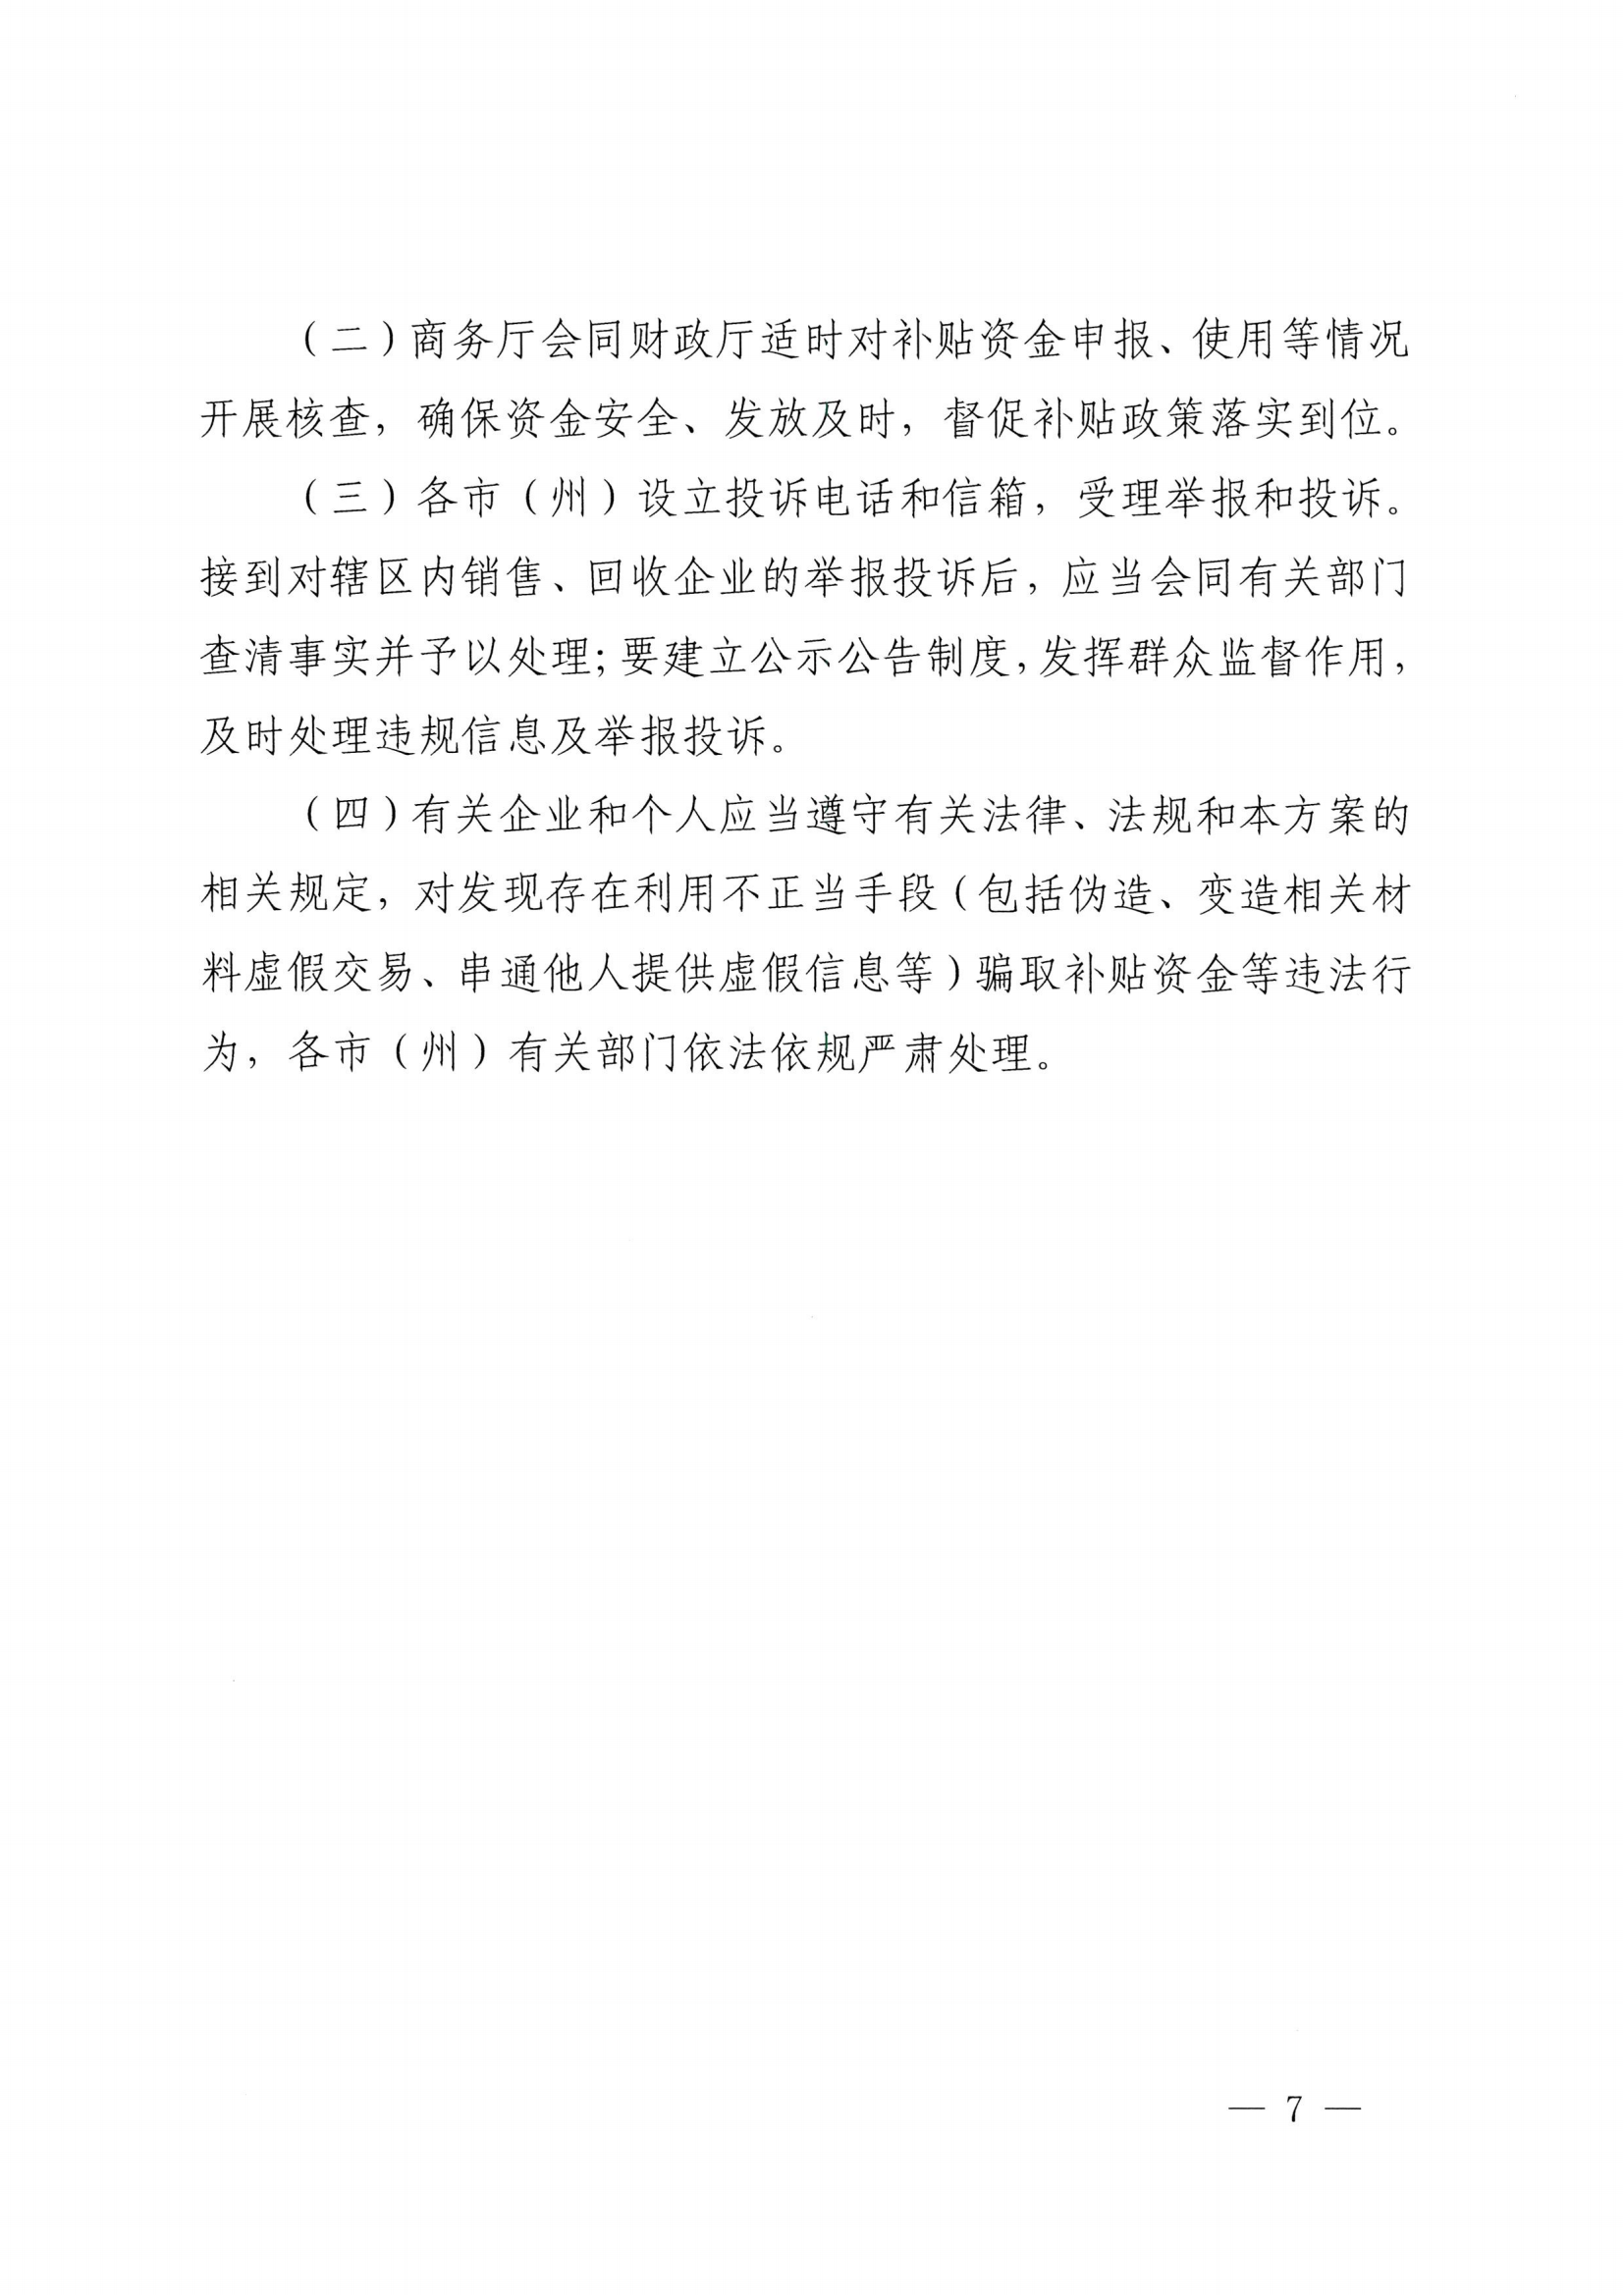 （二）商务厅会同财政厅适时对补贴资金申报、使用等情况
开展核查，确保资金安全、发放及时，督促补贴政策落实到位。
（三）各市（州）设立投诉电话和信箱，受理举报和投诉。
接到对辖区内销售、回收企业的举报投诉后，应当会同有关部门
查清事实并予以处理；要建立公示公告制度，发挥群众监督作用，
及时处理违规信息及举报投诉。
（四）有关企业和个人应当遵守有关法律、法规和本方案的
相关规定，对发现存在利用不正当手段（包括伪造、变造相关材
料虚假交易、串通他人提供虚假信息等）骗取补贴资金等违法行
为，各市（州）有关部门依法依规严肃处理。
— 7 —